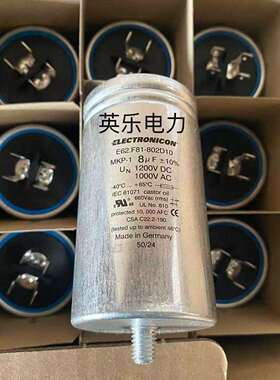 英乐电力
ELECTRONICON
E62.F81-802D10
MKP-1 8µF ±10%
UN 1200V DC
1000V AC
-40°C ... +85°C
IEC 61071 castor oil
660Vac (rms)
UL No. 810
protected 10,000 AFC
CSA C22.2-190
(tested up to ambient
Made in Germany
50/24